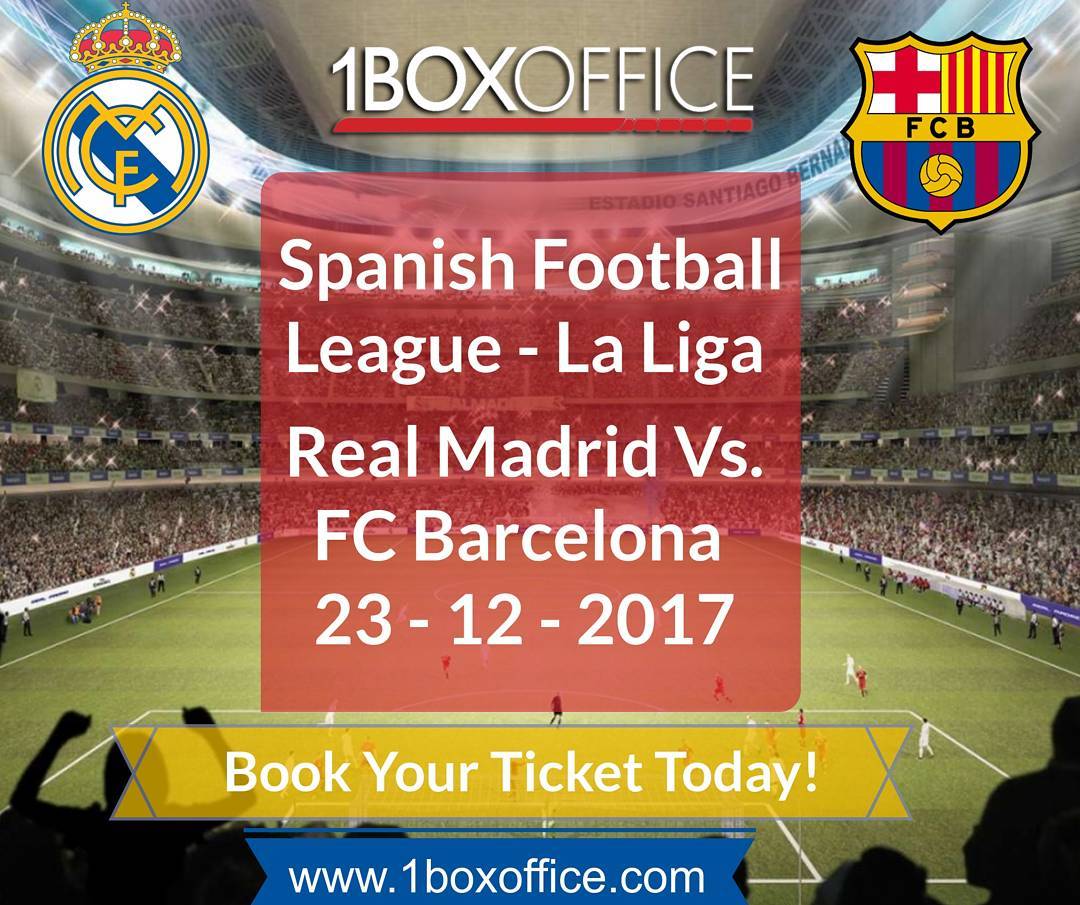 1BOXOFFICE
FCB
ESTADIO SANTIAGO BERNA
Spanish Football
League - La Liga
Real Madrid Vs.
FC Barcelona
23 - 12 - 2017
Book Your Ticket Today!
www.1boxoffice.com